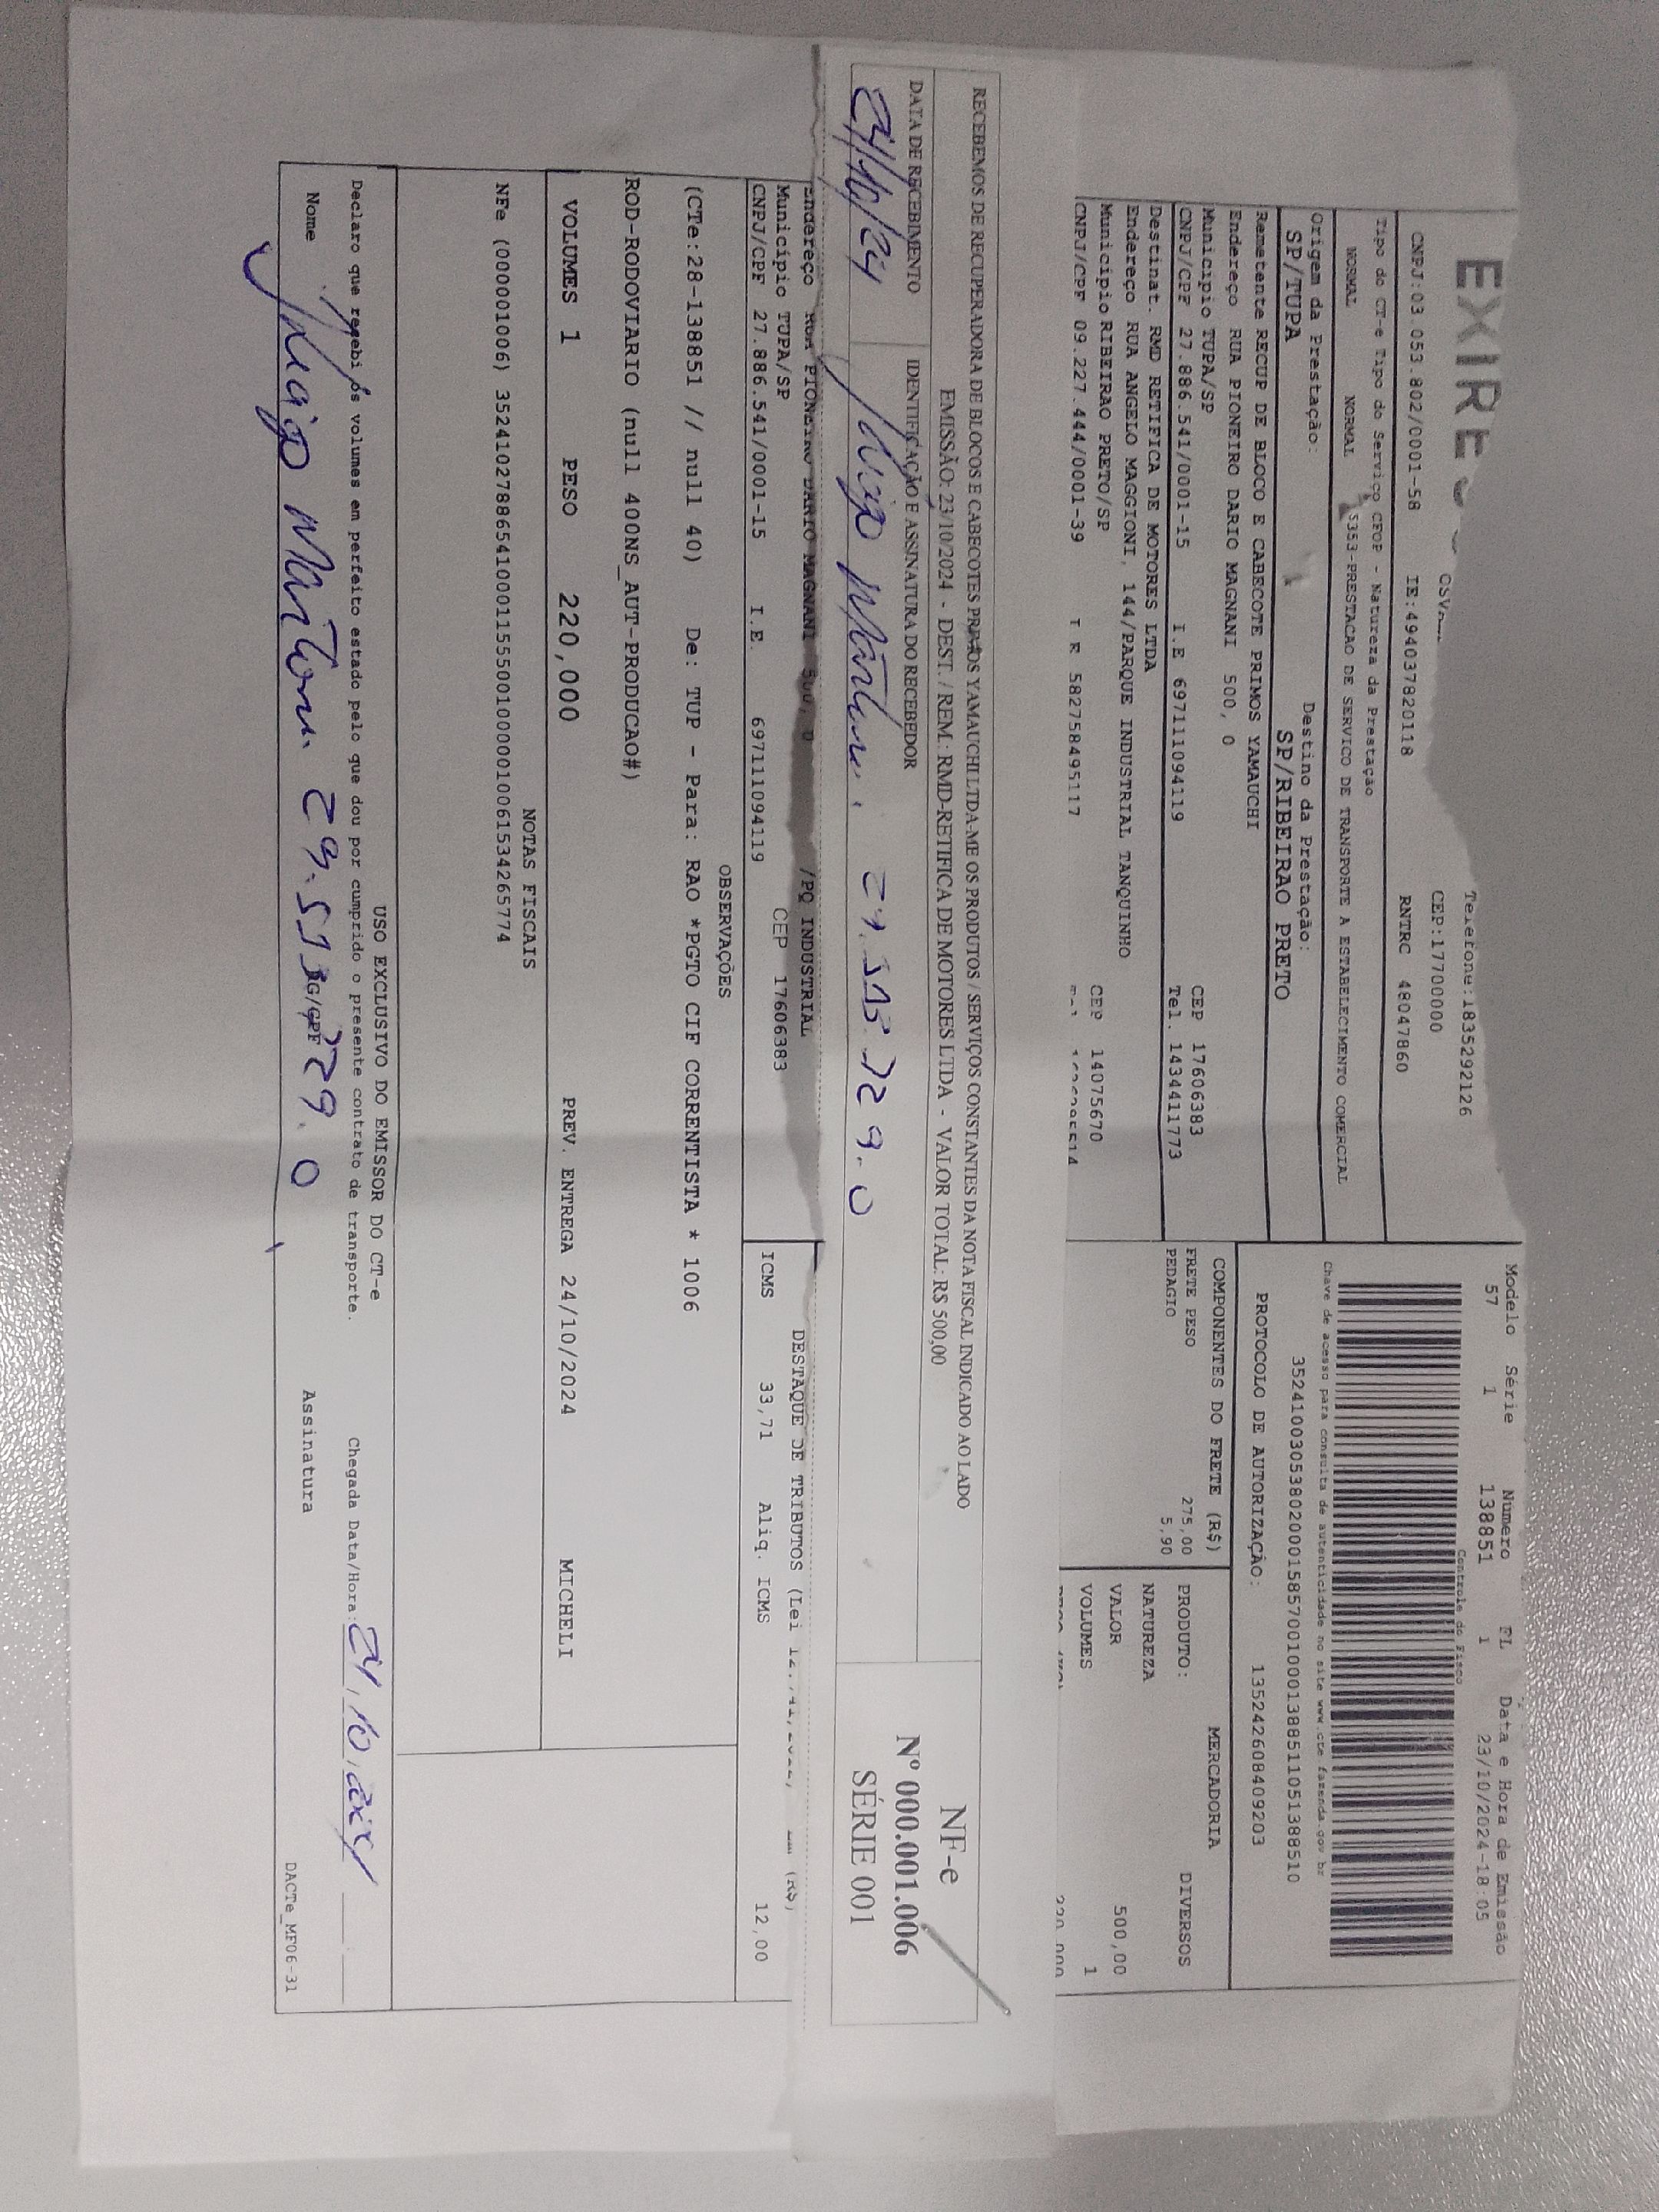 EXIRE
Telefone:1835292126
CEP:17700000
CNPJ:03 053.802/0001-58 IE:494037820118 RNTRC 48047860
Tipo do CT-e Tipo do Serviço CFOP - Natureza da Prestação
NORMAL NORMAL 5353-PRESTACAO DE SERVICO DE TRANSPORTE A ESTABELECIMENTO COMERCIAL
Origem da Prestação: Destino da Prestação:
SP/TUPA SP/RIBEIRAO PRETO
Remetente RECUP DE BLOCO E CABECOTE PRIMOS YAMAUCHI
Endereço RUA PIONEIRO DARIO MAGNANI 500, 0
Municipio TUPA/SP CEP 17606383
CNPJ/CPF 27.886.541/0001-15 I.E 697111094119 Tel. 1434411773
Destinat. RMD RETIFICA DE MOTORES LTDA
Endereço RUA ANGELO MAGGIONI, 144/PARQUE INDUSTRIAL TANQUINHO
Municipio RIBEIRAO PRETO/SP CEP 14075670
CNPJ/CPF 09.227.444/0001-39 I E 582758495117
Modelo Série Número FL Data e Hora de Emissão
57 1 138851 1 23/10/2024-18:05
Controle do Fisco
Chave de acesso para consulta de autenticidade no site www.cte fazenda.gov br
35241003053802000158570010001388511051388510
PROTOCOLO DE AUTORIZAÇÃO: 135242608409203
COMPONENTES DO FRETE (R$)
FRETE PESO 275,00
PEDAGIO 5,90
MERCADORIA
PRODUTO: DIVERSOS
NATUREZA
VALOR 500,00
VOLUMES 1
RECEBEMOS DE RECUPERADORA DE BLOCOS E CABECOTES PRIMOS YAMAUCHI LTDA-ME OS PRODUTOS / SERVIÇOS CONSTANTES DA NOTA FISCAL INDICADO AO LADO
EMISSÃO: 23/10/2024 - DEST. / REM.: RMD-RETIFICA DE MOTORES LTDA - VALOR TOTAL: R$ 500,00
DATA DE RECEBIMENTO IDENTIFICAÇÃO E ASSINATURA DO RECEBEDOR
24/10/24
NF-e
Nº 000.001.006
SÉRIE 001
Endereço RUA PIONEIRO DARIO MAGNANI 500, 0 /PQ INDUSTRIAL
Município TUPA/SP CEP 17606383
CNPJ/CPF 27.886.541/0001-15 I.E. 697111094119
DESTAQUE DE TRIBUTOS (Lei
ICMS 33,71 Aliq. ICMS 12,00
OBSERVAÇÕES
(CTe:28-138851 // null 40) De: TUP - Para: RAO *PGTO CIF CORRENTISTA * 1006
ROD-RODOVIARIO (null 400NS_AUT-PRODUCAO#)
VOLUMES 1 PESO 220,000 PREV. ENTREGA 24/10/2024 MICHELI
NOTAS FISCAIS
NFe (000001006) 35241027886541000115550010000010061534265774
USO EXCLUSIVO DO EMISSOR DO CT-e
Declaro que recebi os volumes em perfeito estado pelo que dou por cumprido o presente contrato de transporte. Chegada Data/Hora:
Nome RG/CPF Assinatura
DACTe_MF06-31